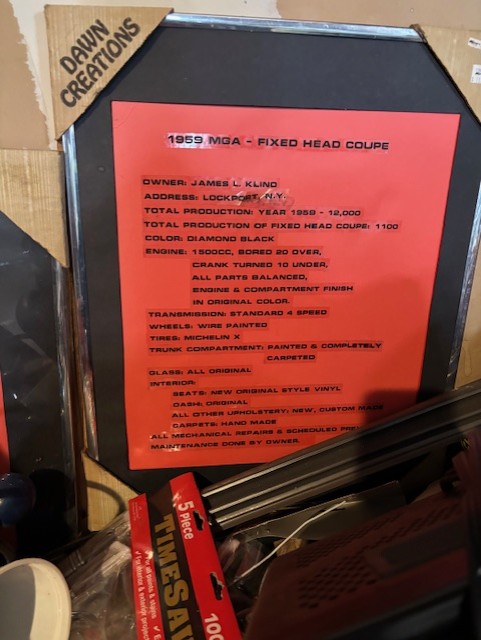 DAWN
CREATIONS
1959 MGA - FIXED HEAD COUPE
OWNER: JAMES L. KLINO
ADDRESS: LOCKPORT, N.Y.
TOTAL PRODUCTION: YEAR 1959 - 12,000
TOTAL PRODUCTION OF FIXED HEAD COUPE: 1100
COLOR: DIAMOND BLACK
ENGINE: 1500CC, BORED 20 OVER,
CRANK TURNED 10 UNDER,
ALL PARTS BALANCED,
ENGINE & COMPARTMENT FINISH
IN ORIGINAL COLOR.
TRANSMISSION: STANDARD 4 SPEED
WHEELS: WIRE PAINTED
TIRES: MICHELIN X
TRUNK COMPARTMENT: PAINTED & COMPLETELY
CARPETED
GLASS: ALL ORIGINAL
INTERIOR:
SEATS: NEW ORIGINAL STYLE VINYL
DASH: ORIGINAL
ALL OTHER UPHOLSTERY: NEW, CUSTOM MADE
CARPETS: HAND MADE
ALL MECHANICAL REPAIRS & SCHEDULED PRE
MAINTENANCE DONE BY OWNER.
5 Piece
TIMESA
100